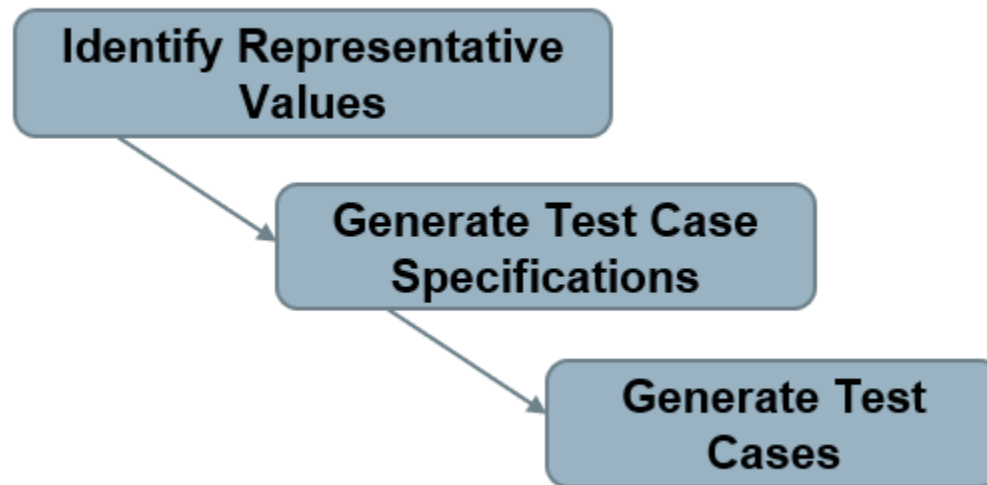 Identify Representative
Values
Generate Test Case
Specifications
Generate Test
Cases